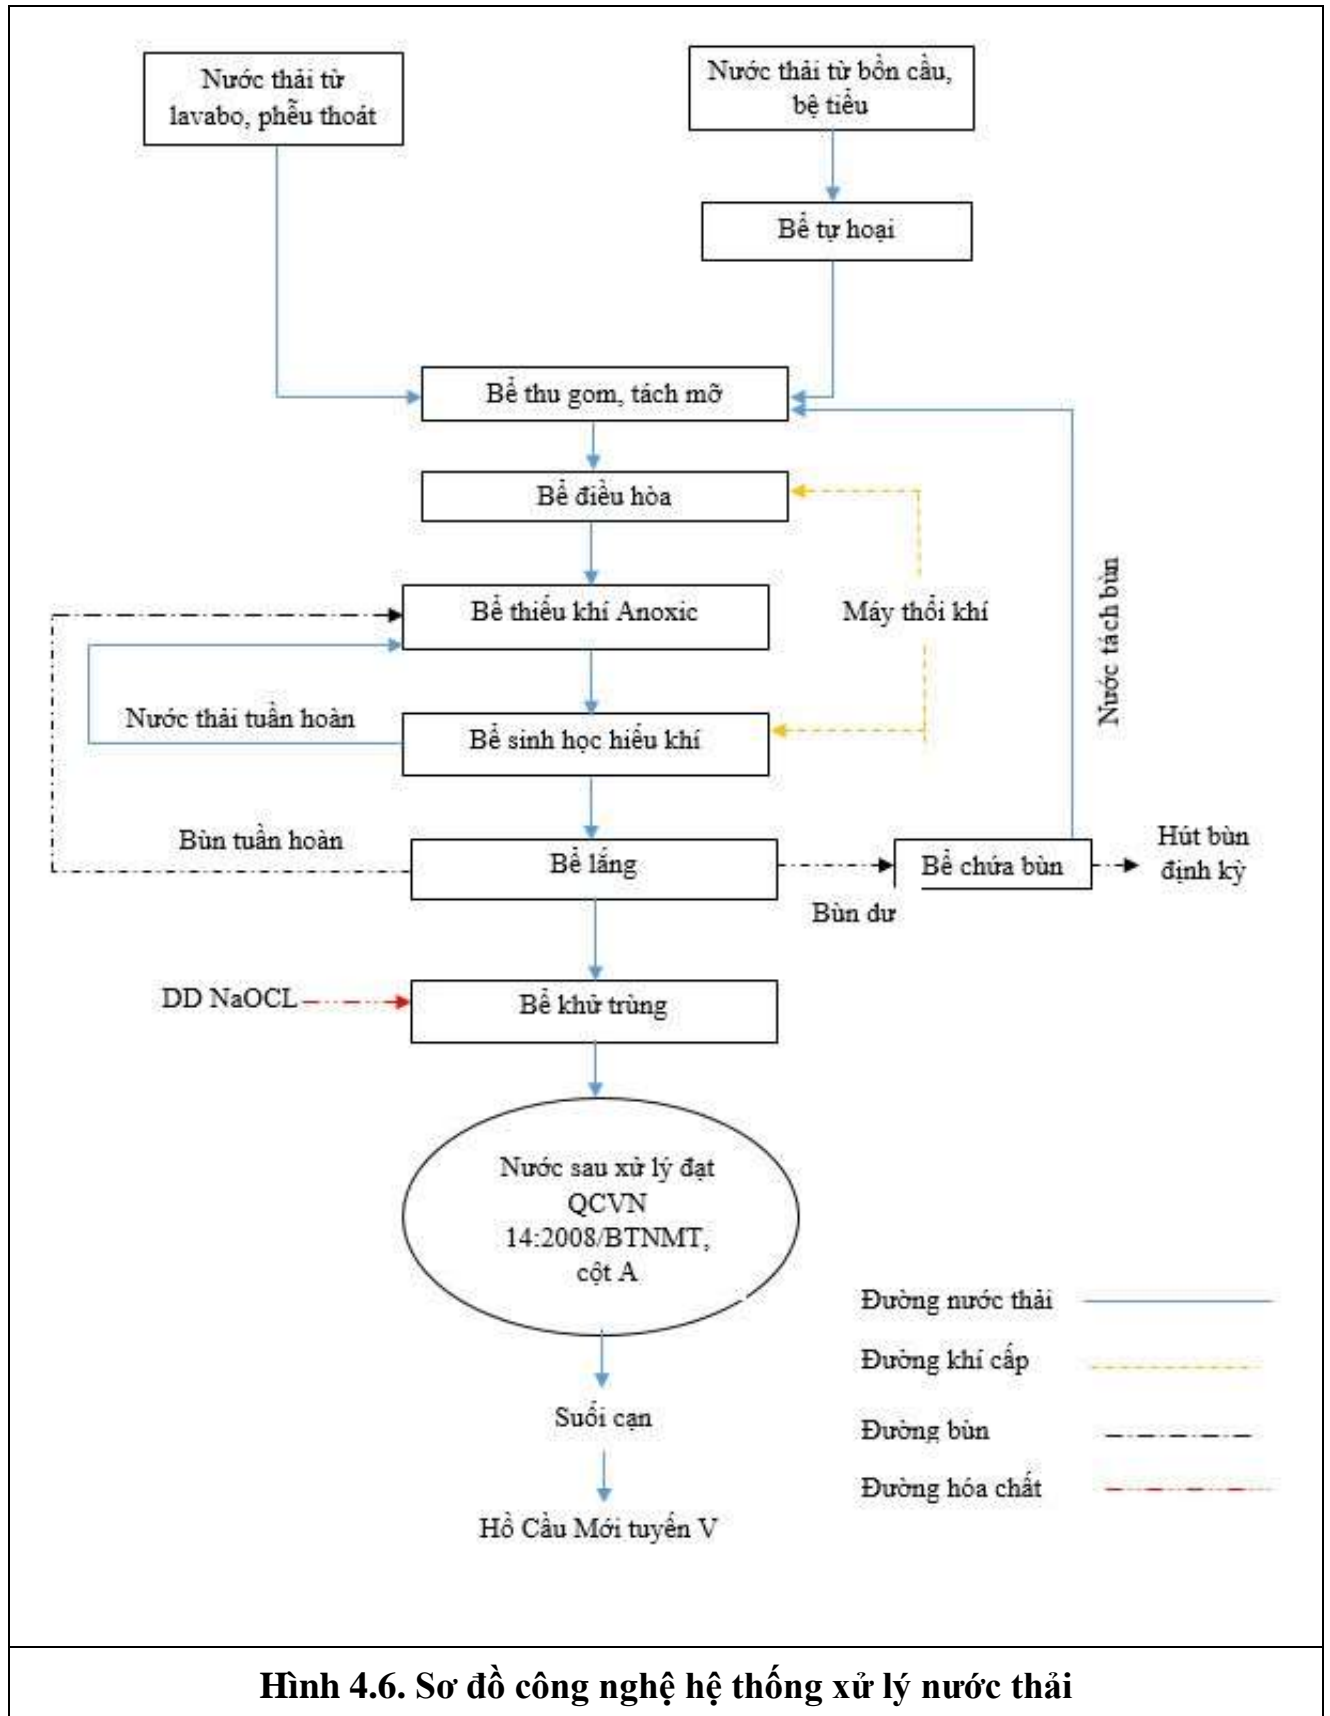 Nước thải từ
lavabo, phễu thoát
Nước thải từ bồn cầu,
bệ tiểu
Bể tự hoại
Bể thu gom, tách mỡ
Bể điều hòa
Bể thiếu khí Anoxic
Máy thổi khí
Nước tách bùn
Nước thải tuần hoàn
Bể sinh học hiếu khí
Bùn tuần hoàn
Bể lắng
Bể chứa bùn
Hút bùn
định kỳ
Bùn dư
DD NaOCL
Bể khử trùng
Nước sau xử lý đạt
QCVN
14:2008/BTNMT,
cột A
Đường nước thải
Đường khí cấp
Đường bùn
Đường hóa chất
Suối cạn
Hồ Cầu Mới tuyến V
Hình 4.6. Sơ đồ công nghệ hệ thống xử lý nước thải